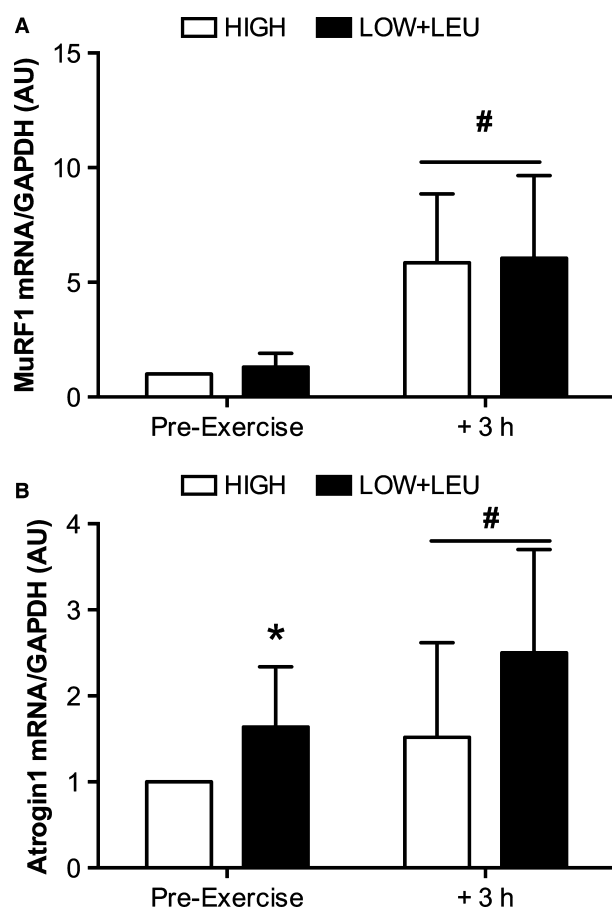 A
HIGH LOW+LEU
MuRF1 mRNA/GAPDH (AU)
15
10
5
0
#
Pre-Exercise + 3 h
B
HIGH LOW+LEU
Atrogin1 mRNA/GAPDH (AU)
4
3
2
1
0
*
#
Pre-Exercise + 3 h